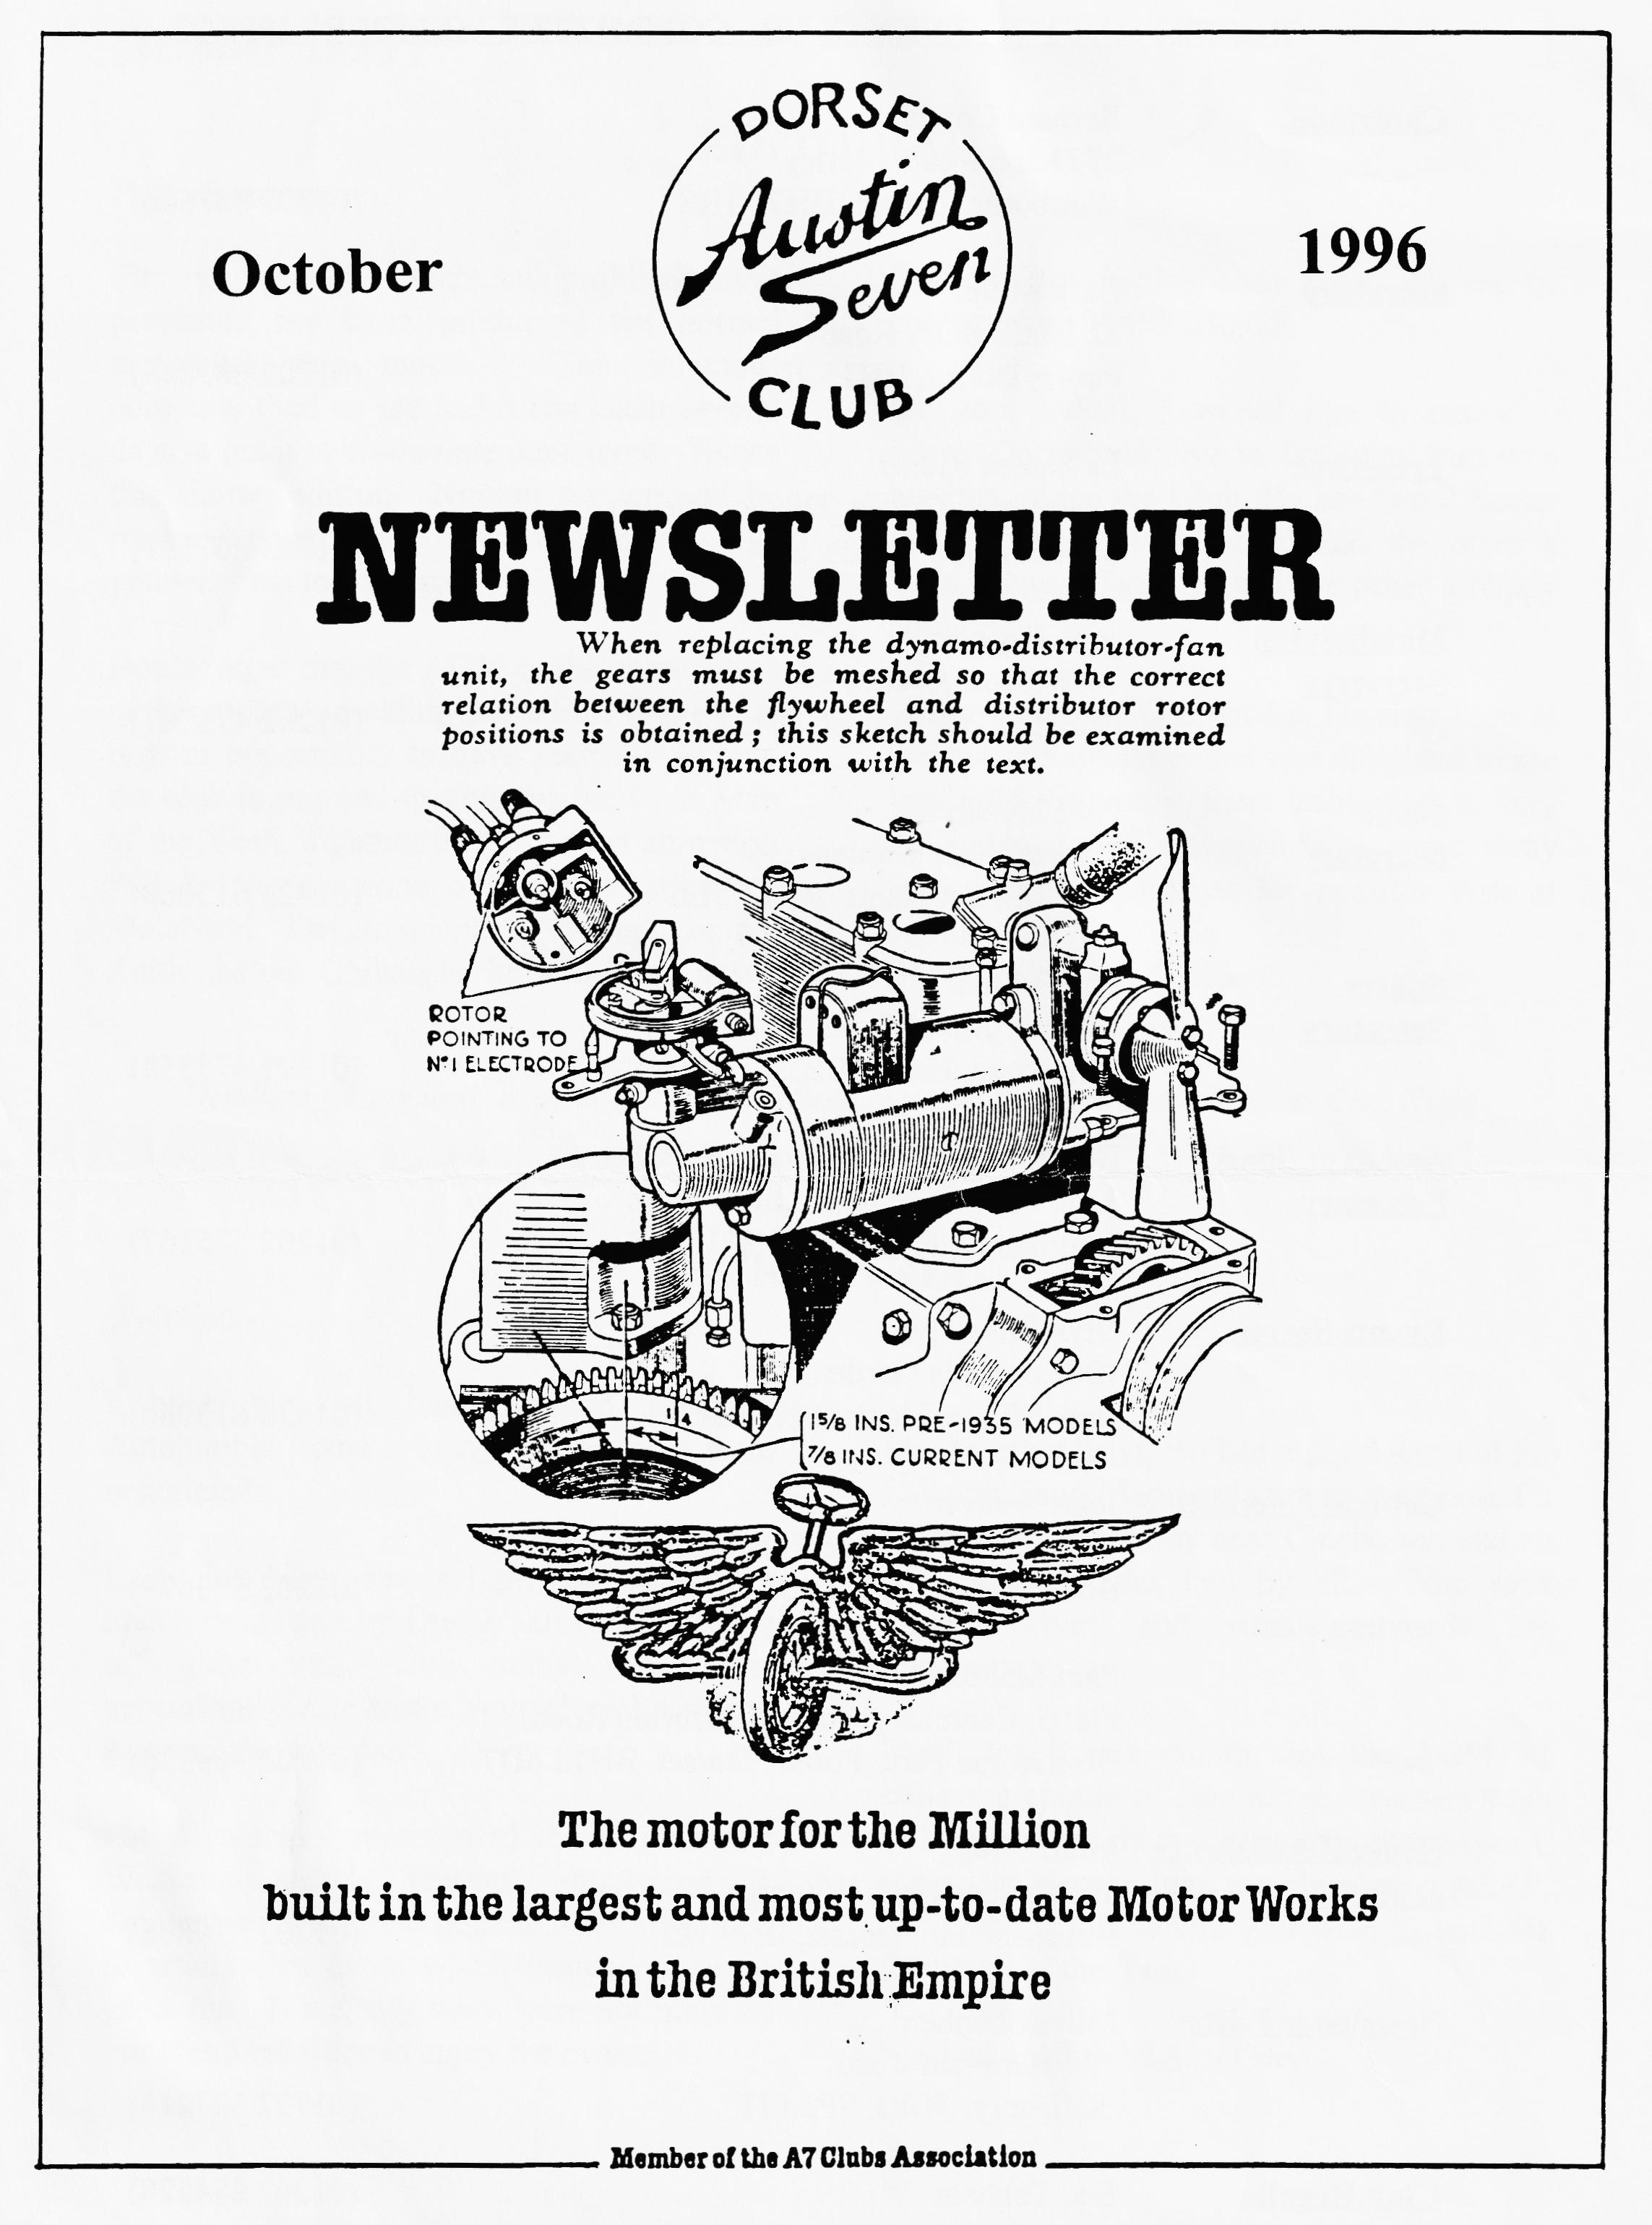 DORSET
Austin
Seven
CLUB
October
1996
NEWSLETTER
When replacing the dynamo-distributor-fan
unit, the gears must be meshed so that the correct
relation between the flywheel and distributor rotor
positions is obtained ; this sketch should be examined
in conjunction with the text.
ROTOR
POINTING TO
Nº1 ELECTRODE
1 4
1 5/8 INS. PRE-1935 MODELS
7/8 INS. CURRENT MODELS
The motor for the Million
built in the largest and most up-to-date Motor Works
in the British Empire
Member of the A7 Clubs Association